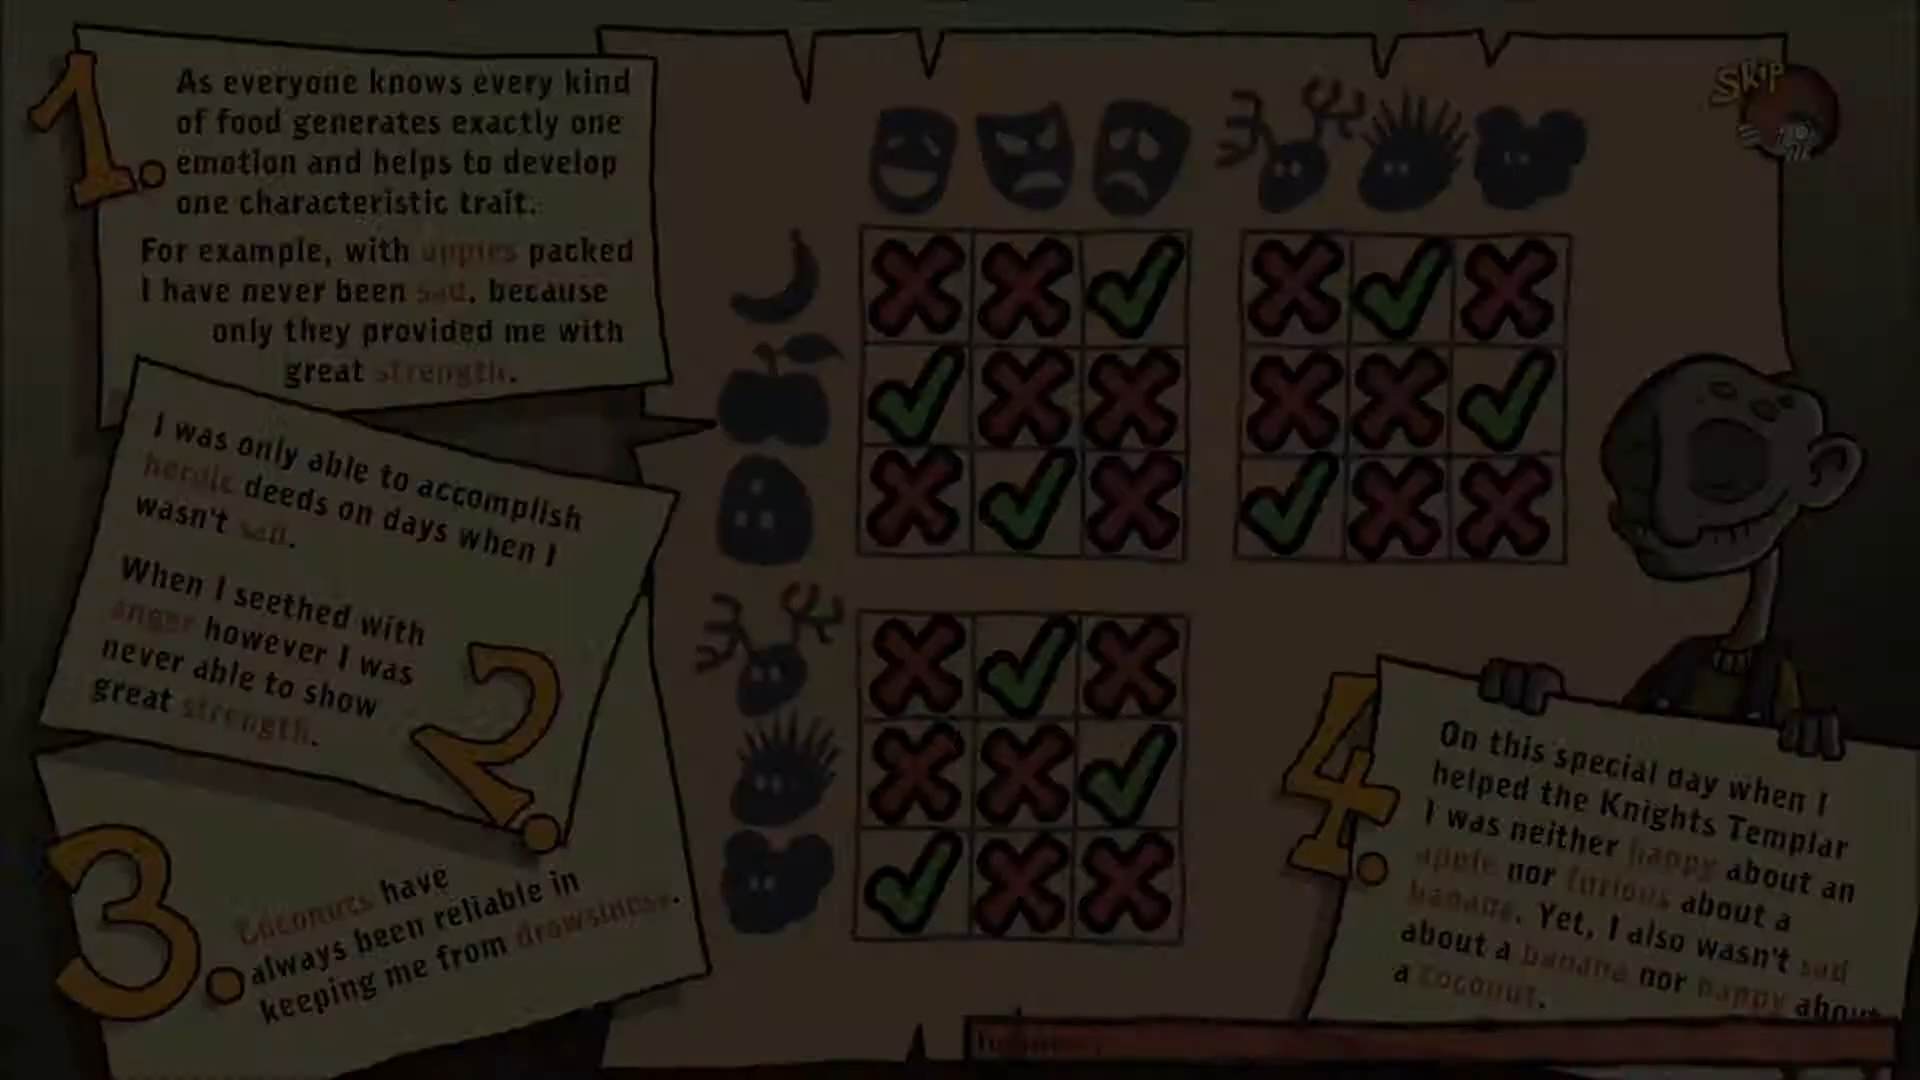 1.
As everyone knows every kind
of food generates exactly one
emotion and helps to develop
one characteristic trait.
For example, with apples packed
I have never been sad, because
only they provided me with
great strength.
2.
I was only able to accomplish
heroic deeds on days when I
wasn't sad.
When I seethed with
anger however I was
never able to show
great strength.
3.
Coconuts have
always been reliable in
keeping me from drowsiness.
Skip
4.
On this special day when I
helped the Knights Templar
I was neither happy about an
apple nor furious about a
banana. Yet, I also wasn't sad
about a banana nor happy about
a coconut.